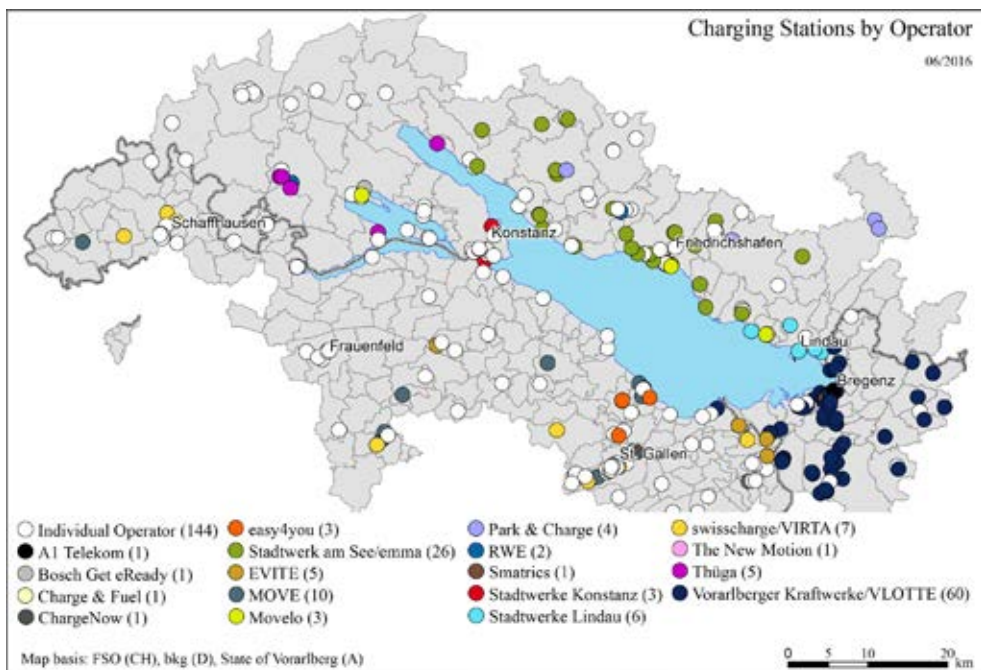 Charging Stations by Operator
06/2016
Schaffhausen
Konstanz
Friedrichshafen
Frauenfeld
Lindau
Bregenz
St. Gallen
Individual Operator (144)
A1 Telekom (1)
Bosch Get eReady (1)
Charge & Fuel (1)
ChargeNow (1)
easy4you (3)
Stadtwerk am See/emma (26)
EVITE (5)
MOVE (10)
Movelo (3)
Park & Charge (4)
RWE (2)
Smatrics (1)
Stadtwerke Konstanz (3)
Stadtwerke Lindau (6)
swisscharge/VIRTA (7)
The New Motion (1)
Thüga (5)
Vorarlberger Kraftwerke/VLOTTE (60)
Map basis: FSO (CH), bkg (D), State of Vorarlberg (A)
0 5 10 20
km